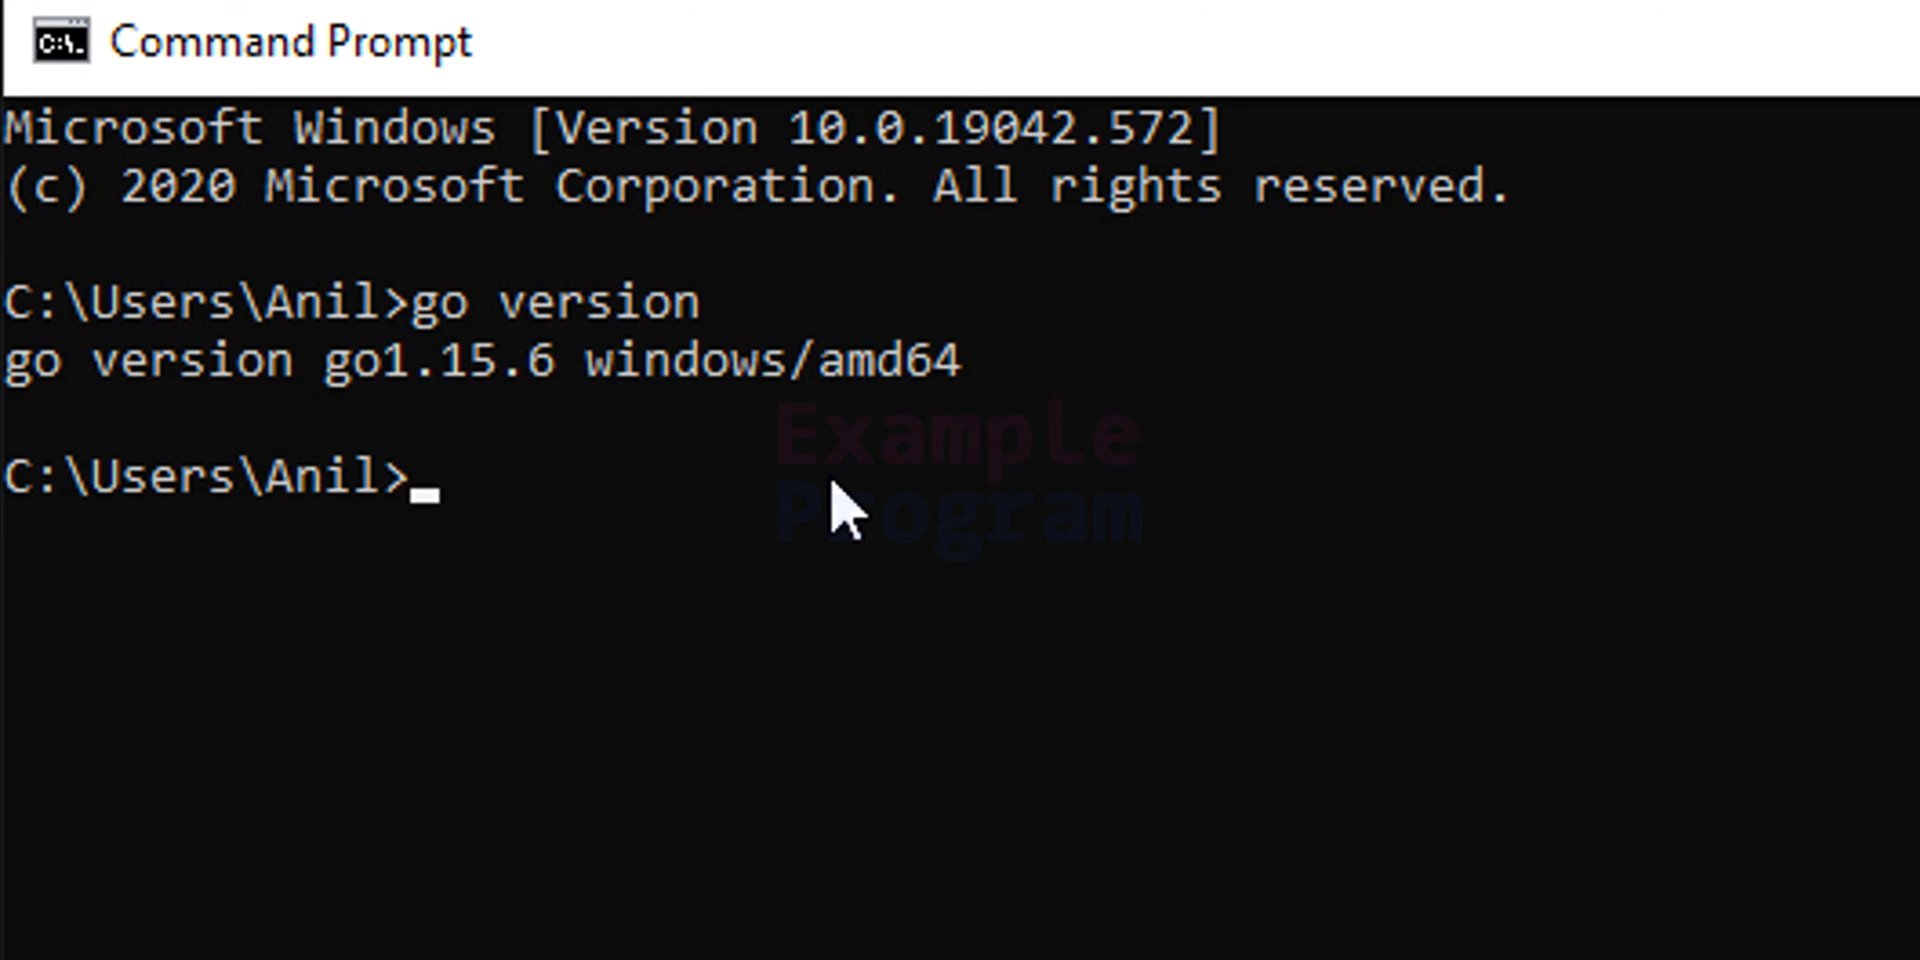 Command Prompt
Microsoft Windows [Version 10.0.19042.572]
(c) 2020 Microsoft Corporation. All rights reserved.
C:\Users\Anil>go version
go version go1.15.6 windows/amd64
Example
Program
C:\Users\Anil>